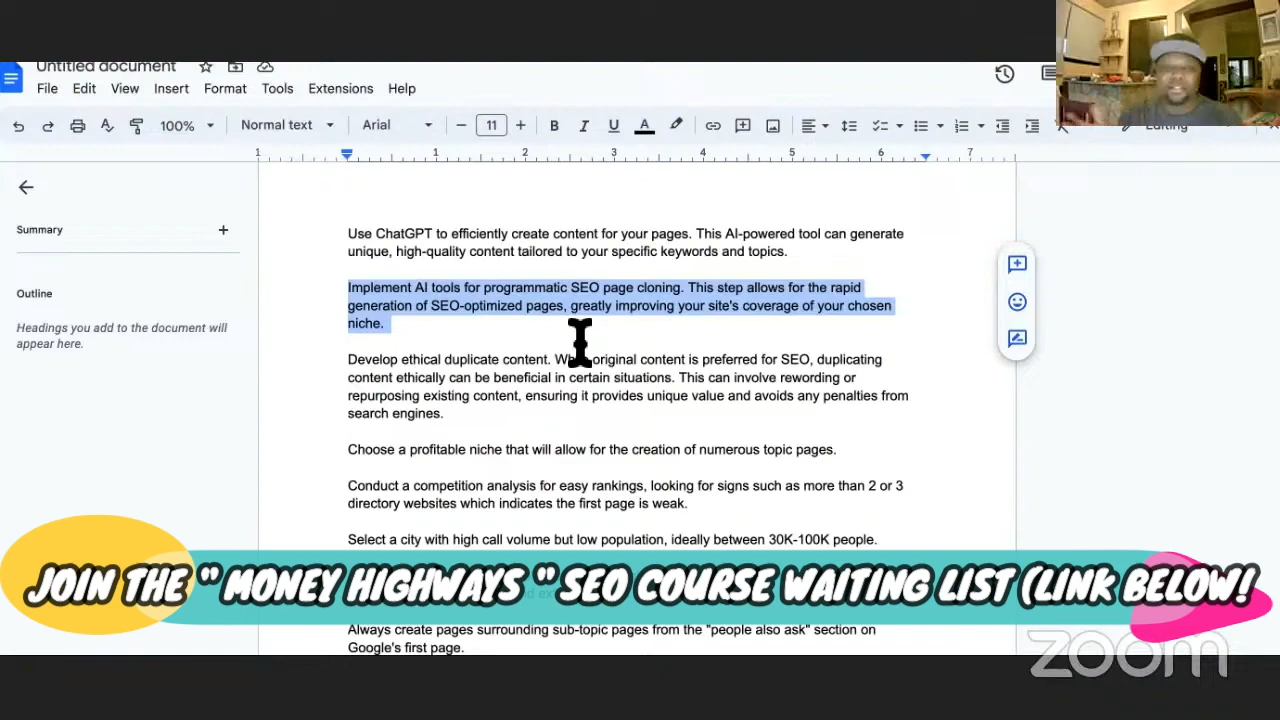 Untitled document
File Edit View Insert Format Tools Extensions Help
100% Normal text Arial 11 Editing
1 1 2 3 4 5 6 7
Summary
Outline
Headings you add to the document will
appear here.
Use ChatGPT to efficiently create content for your pages. This AI-powered tool can generate
unique, high-quality content tailored to your specific keywords and topics.
Implement AI tools for programmatic SEO page cloning. This step allows for the rapid
generation of SEO-optimized pages, greatly improving your site's coverage of your chosen
niche.
Develop ethical duplicate content. original content is preferred for SEO, duplicating
content ethically can be beneficial in certain situations. This can involve rewording or
repurposing existing content, ensuring it provides unique value and avoids any penalties from
search engines.
Choose a profitable niche that will allow for the creation of numerous topic pages.
Conduct a competition analysis for easy rankings, looking for signs such as more than 2 or 3
directory websites which indicates the first page is weak.
Select a city with high call volume but low population, ideally between 30K-100K people.
JOIN THE " MONEY HIGHWAYS " SEO COURSE WAITING LIST (LINK BELOW!
Always create pages surrounding sub-topic pages from the "people also ask" section on
Google's first page.
zoom